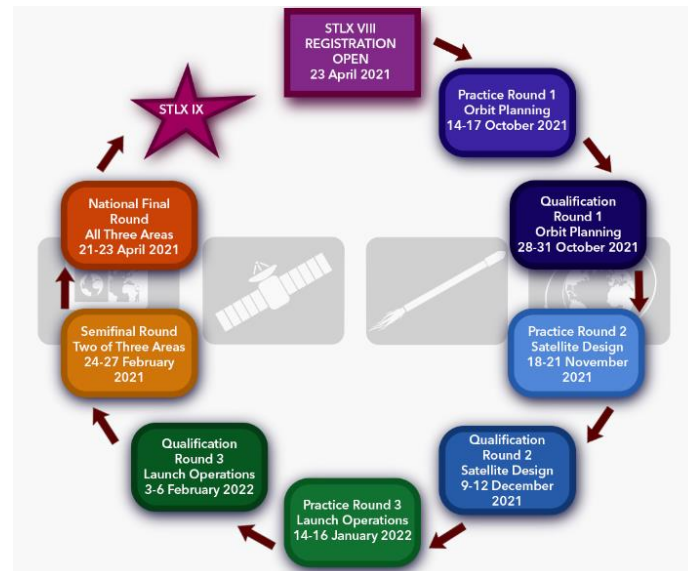 STLX VIII
REGISTRATION
OPEN
23 April 2021
Practice Round 1
Orbit Planning
14-17 October 2021
Qualification
Round 1
Orbit Planning
28-31 October 2021
Practice Round 2
Satellite Design
18-21 November
2021
Qualification
Round 2
Satellite Design
9-12 December
2021
Practice Round 3
Launch Operations
14-16 January 2022
Qualification
Round 3
Launch Operations
3-6 February 2022
Semifinal Round
Two of Three Areas
24-27 February
2021
National Final
Round
All Three Areas
21-23 April 2021
STLX IX